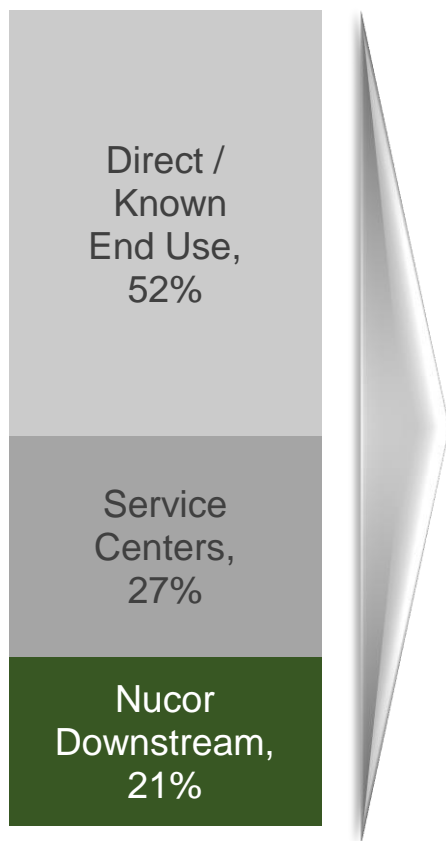 Direct /
Known
End Use,
52%
Service
Centers,
27%
Nucor
Downstream,
21%